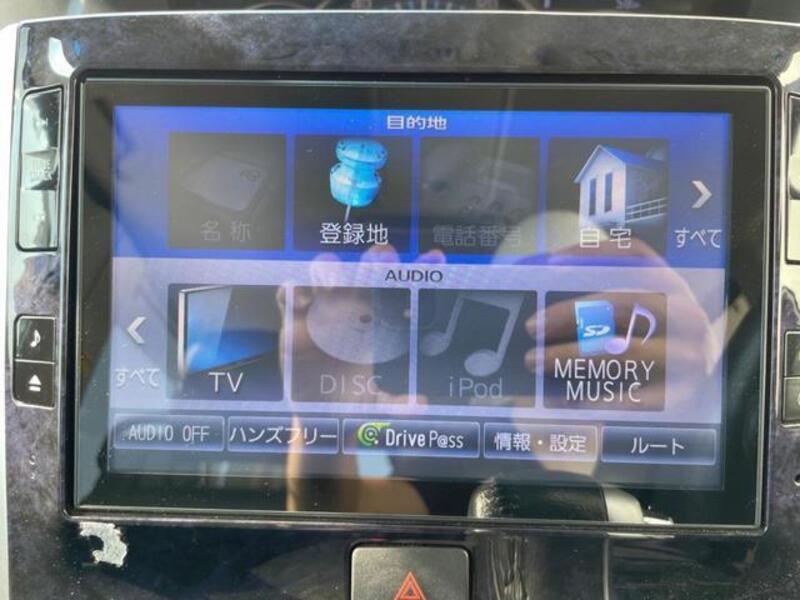 目的地
名称
登録地
電話番号
自宅
すべて
AUDIO
すべて
TV
DISC
iPod
SD
MEMORY
MUSIC
AUDIO OFF
ハンズフリー
DriveP@ss
情報・設定
ルート